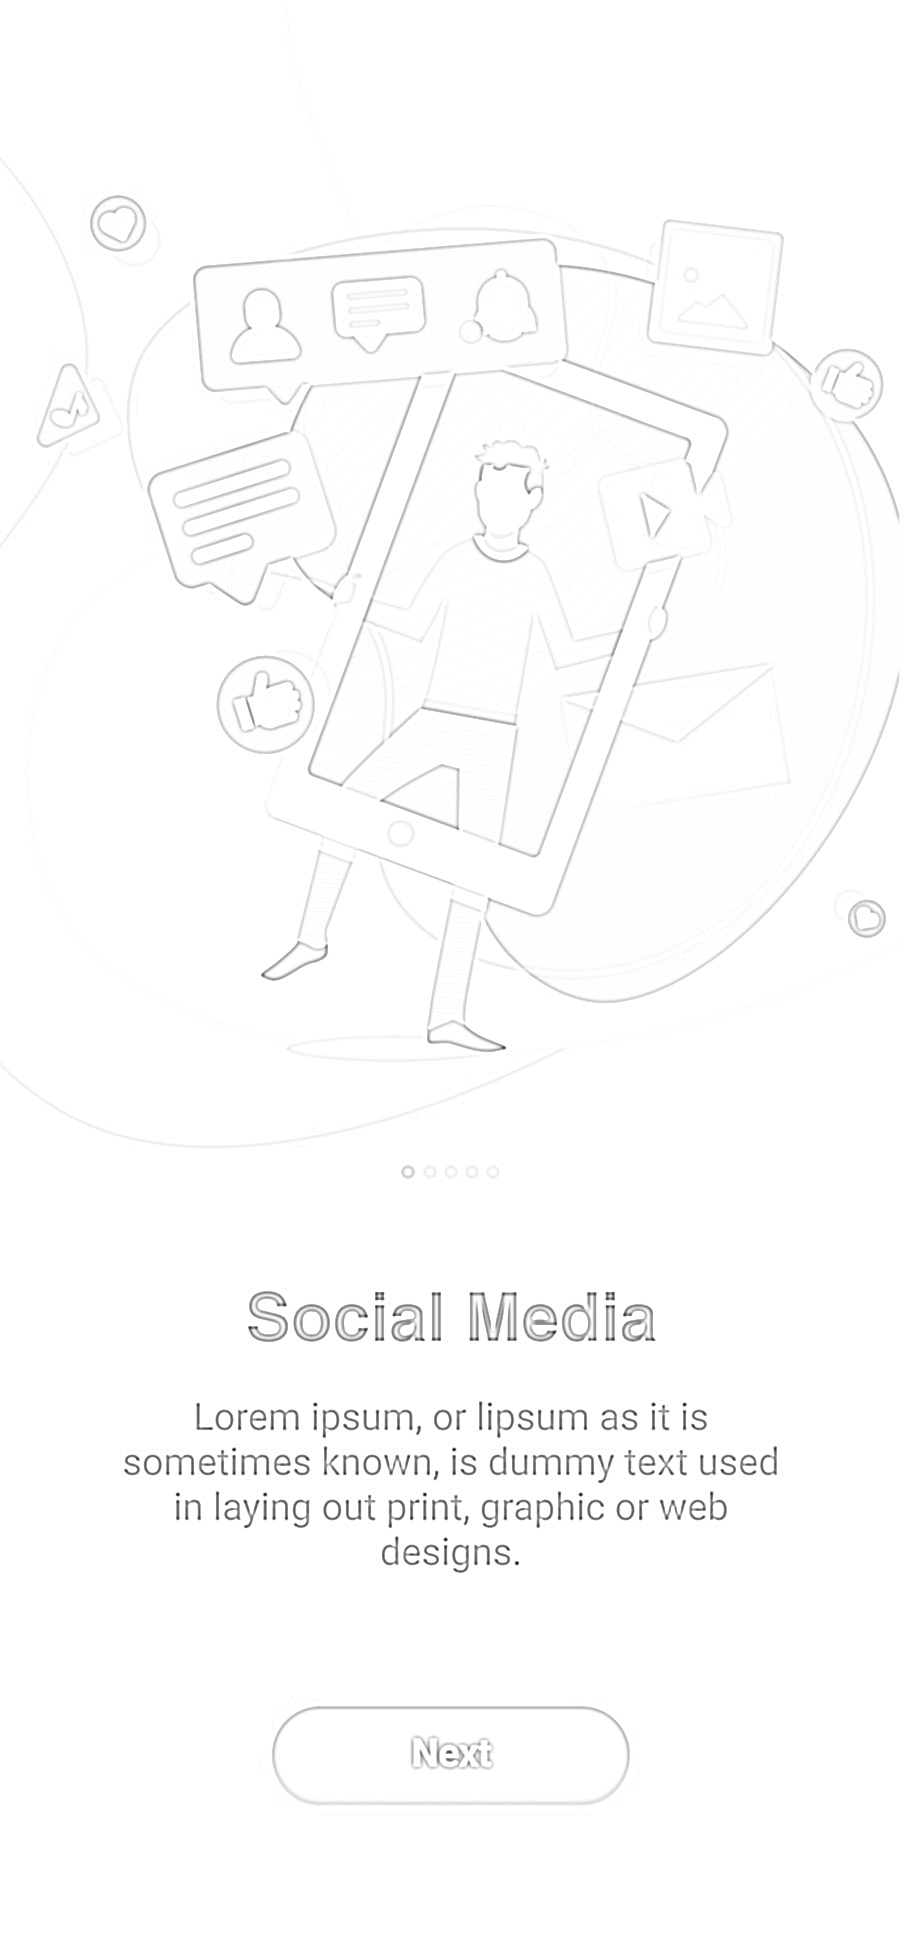 Social Media
Lorem ipsum, or lipsum as it is
sometimes known, is dummy text used
in laying out print, graphic or web
designs.
Next